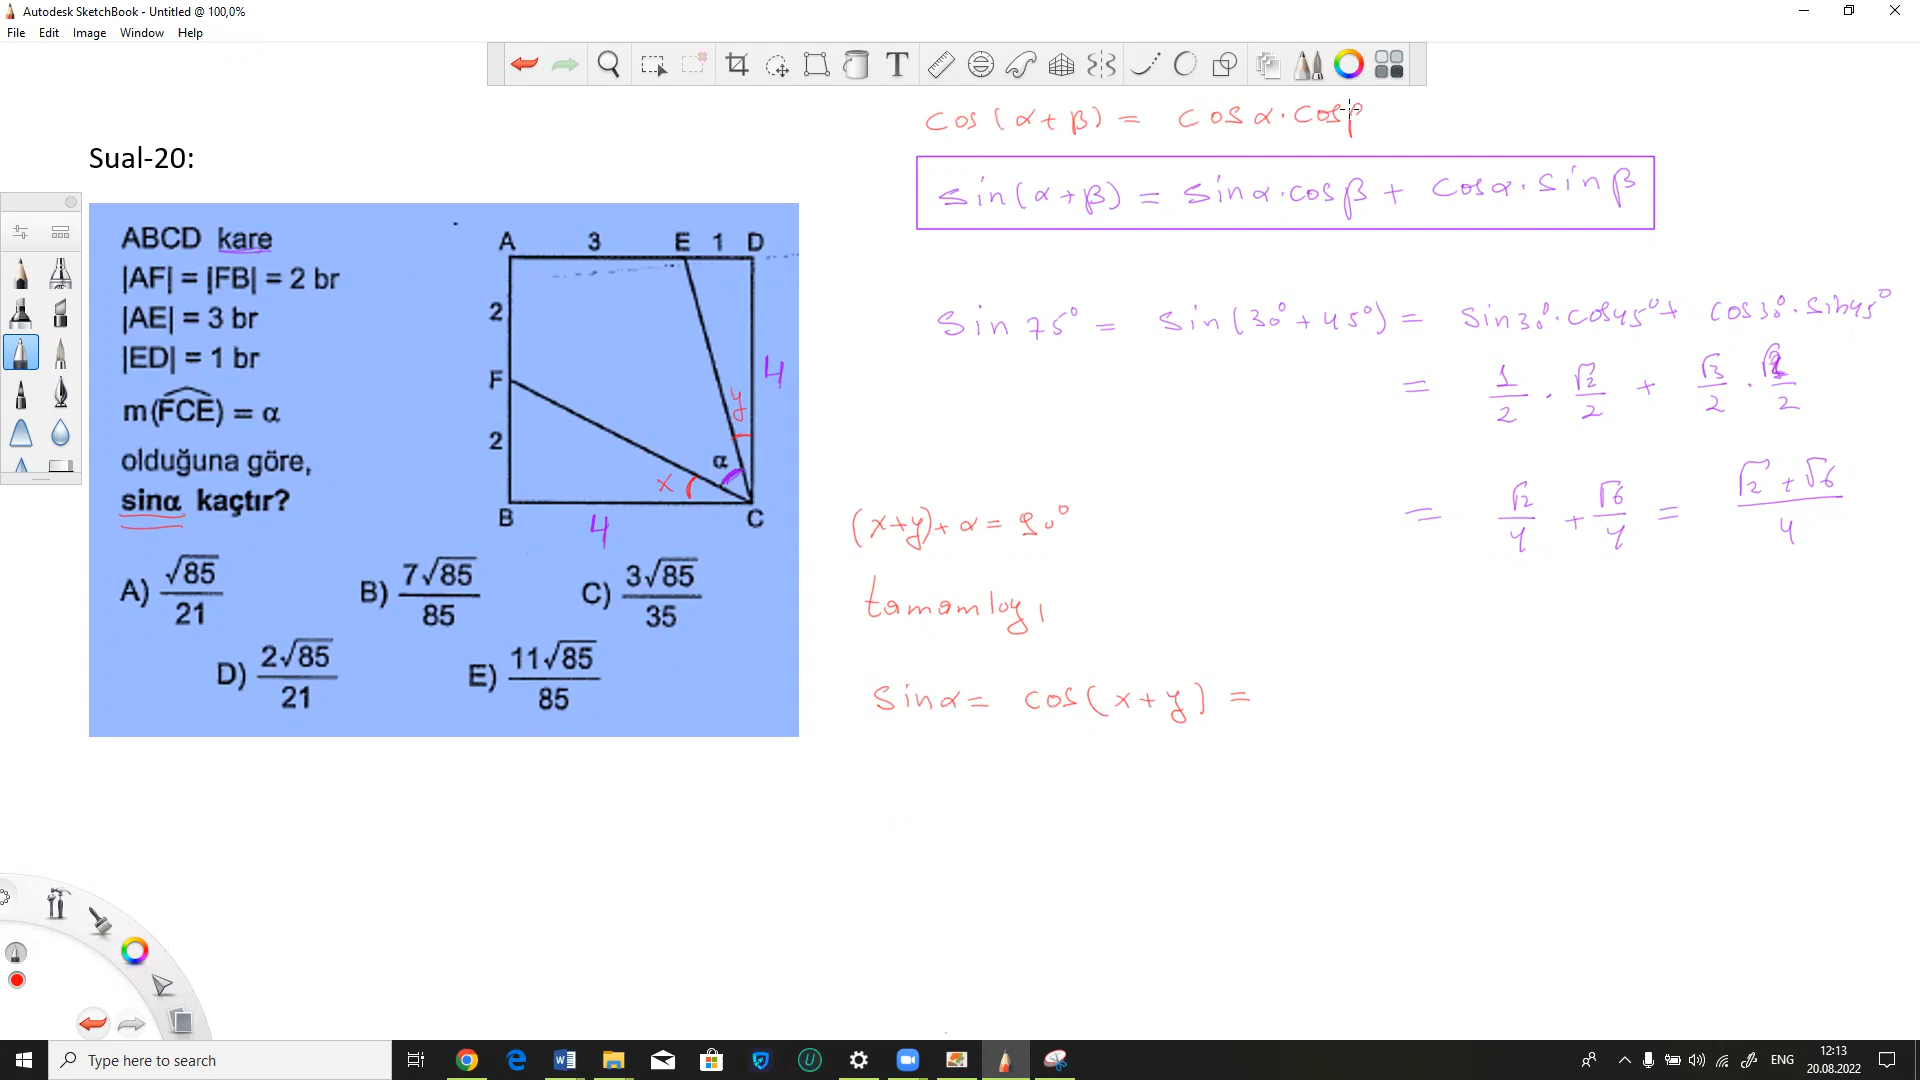 Autodesk SketchBook - Untitled @ 100,0%
File Edit Image Window Help
cos(α+β) = cosα·cosβ
Sual-20:
sin(α+β) = sinα·cosβ + cosα·sinβ
ABCD kare
|AF| = |FB| = 2 br
|AE| = 3 br
|ED| = 1 br
m(FCE) = α
olduğuna göre,
sinα kaçtır?
A 3 E 1 D
2
4
F
y
2
α
x
B 4 C
A) √85/21 B) 7√85/85 C) 3√85/35
D) 2√85/21 E) 11√85/85
sin75° = sin(30°+45°) = sin30°·cos45° + cos30°·sin45°
= 1/2 · √2/2 + √3/2 · √2/2
= √2/4 + √6/4 = √2+√6/4
(x+y)+α = 90°
sinα = cos(x+y) =
Type here to search
ENG
12:13
20.08.2022